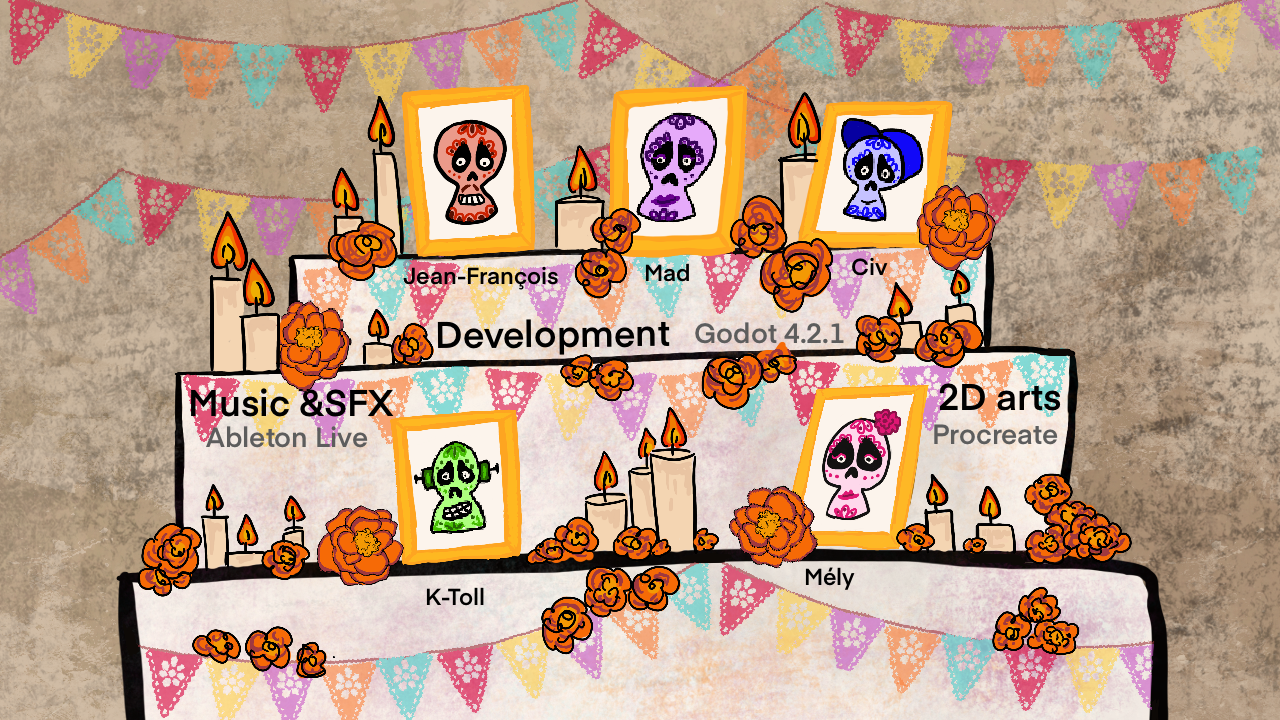 Jean-François
Mad
Civ
Development
Godot 4.2.1
Music &SFX
Ableton Live
2D arts
Procreate
K-Toll
Mély